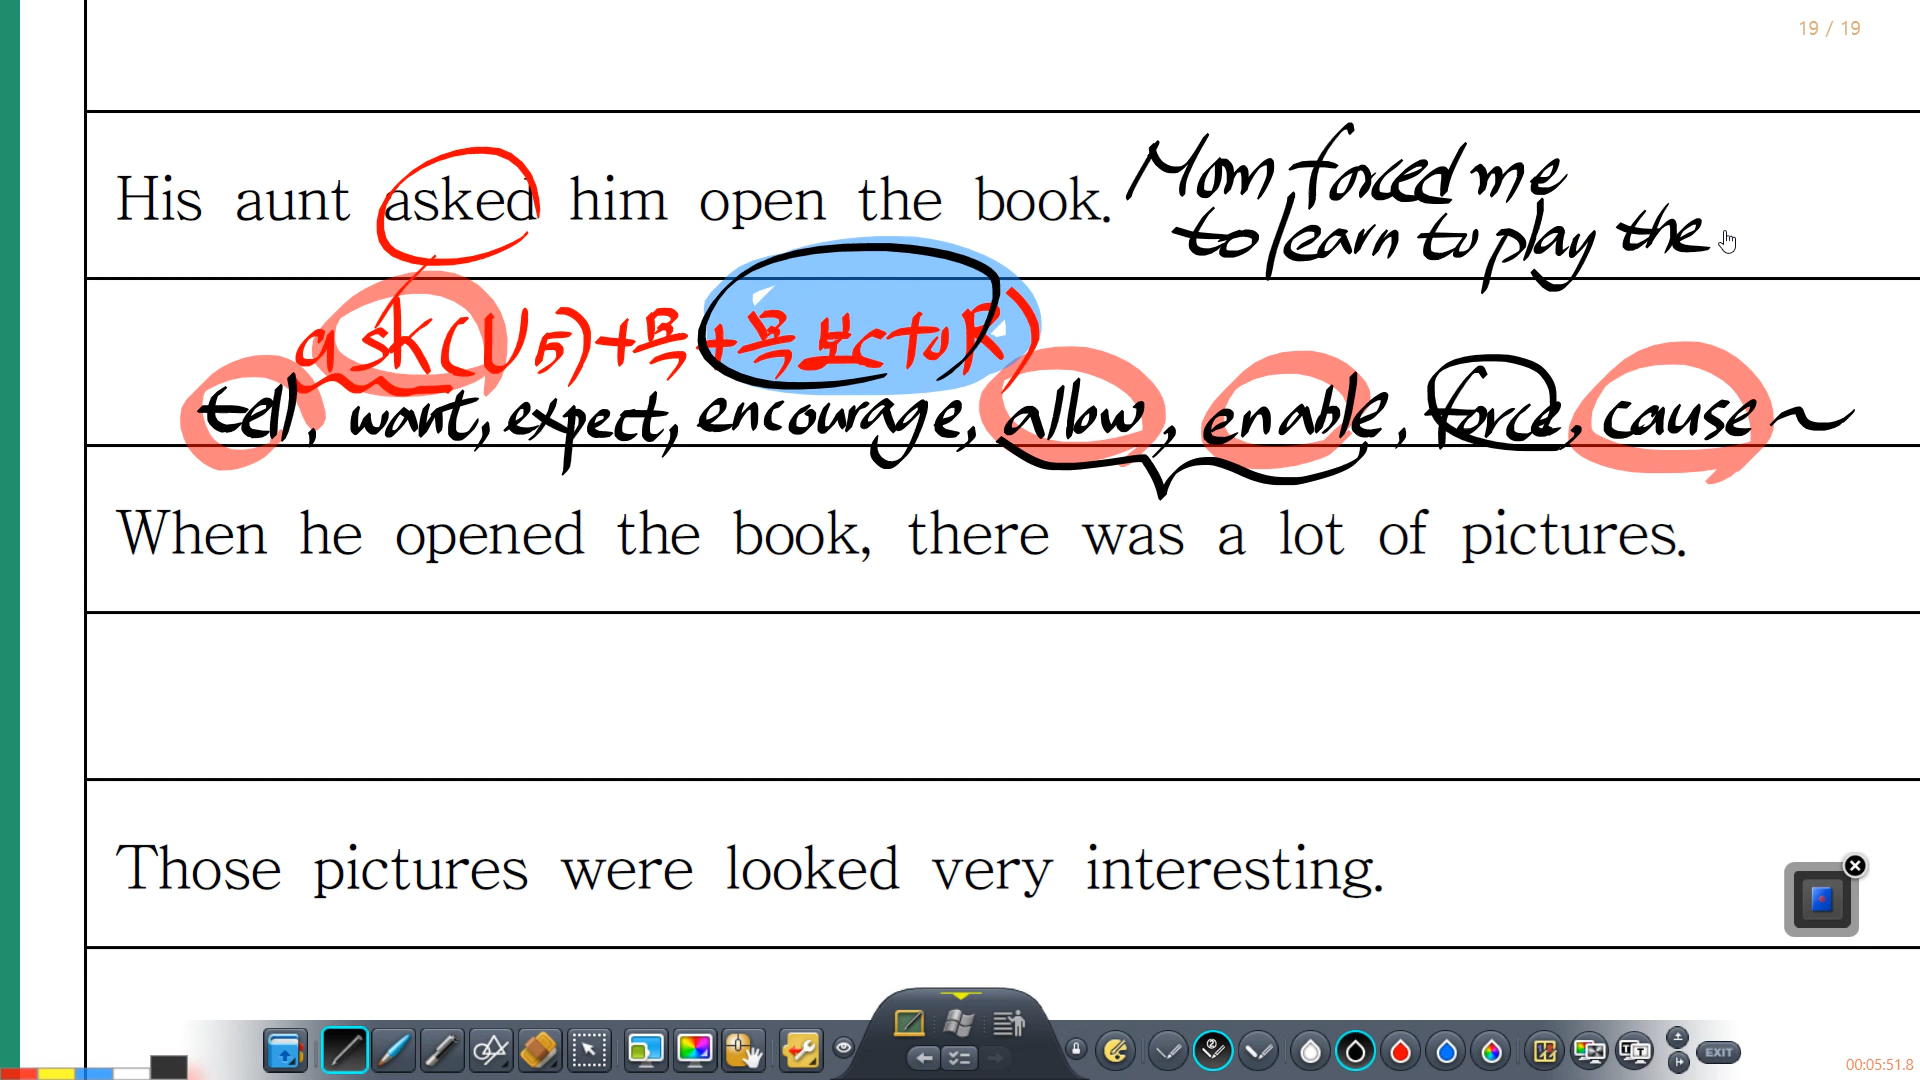 19 / 19
His aunt asked him open the book.
Mom forced me
to learn to play the
ask(V5)+목+목보(to R)
tell, want, expect, encourage, allow, enable, force, cause ~
When he opened the book, there was a lot of pictures.
Those pictures were looked very interesting.
EXIT
00:05:51.8